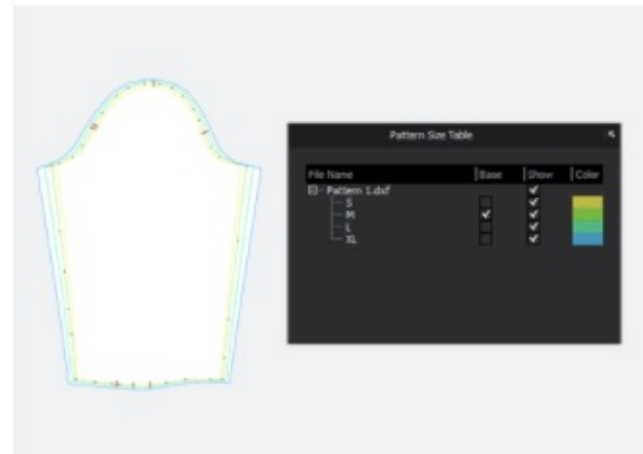 Pattern Size Table
File Name Base Show Color
Pattern 1.dxf
S
M
L
XL